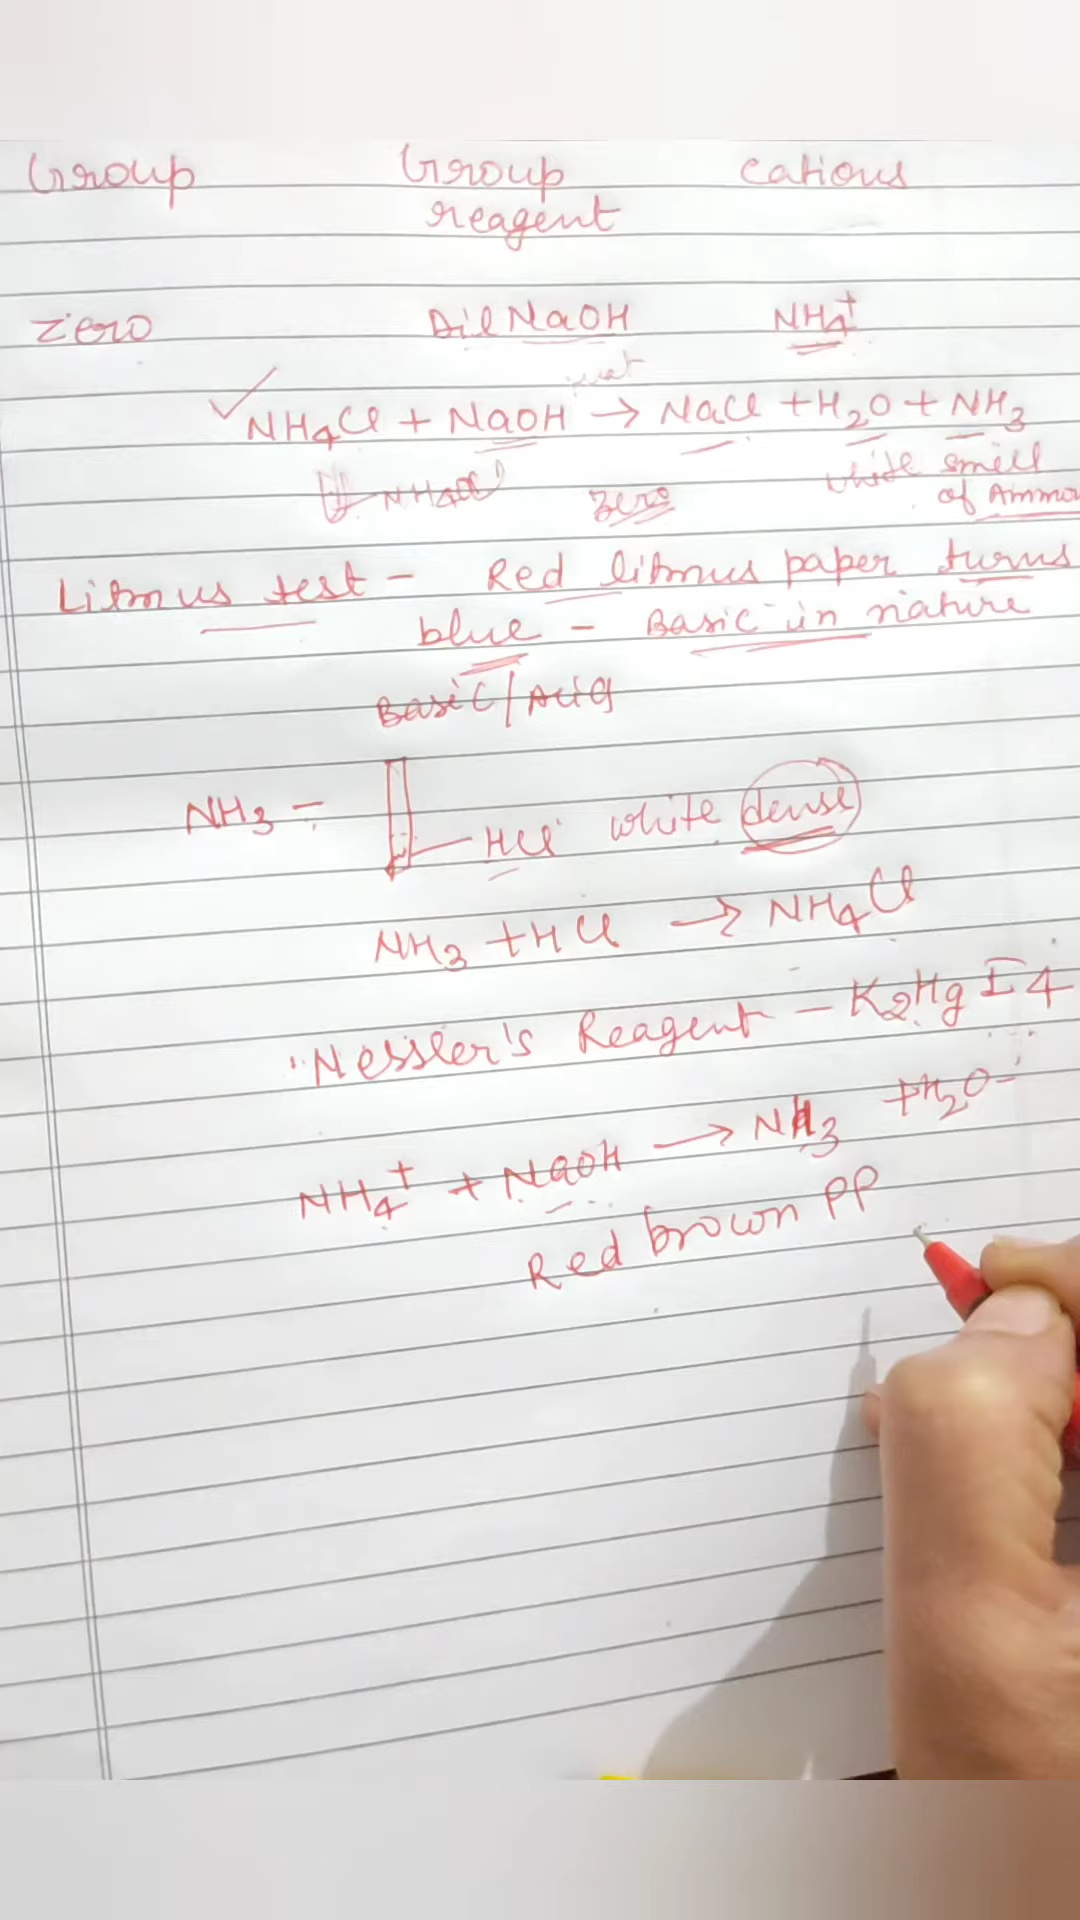 Group Group cations
reagent
Zero Dil NaOH NH4+
NH4Cl + NaOH → NaCl + H2O + NH3
NH4Cl Zero white smell
of Ammo
Litmus test - Red litmus paper turns
blue - Basic in nature
Basic/Acid
NH3 - HCl white dense
NH3 + HCl → NH4Cl
Nessler's Reagent - K2HgI4
NH4+ + NaOH → NH3 + H2O
Red brown PP